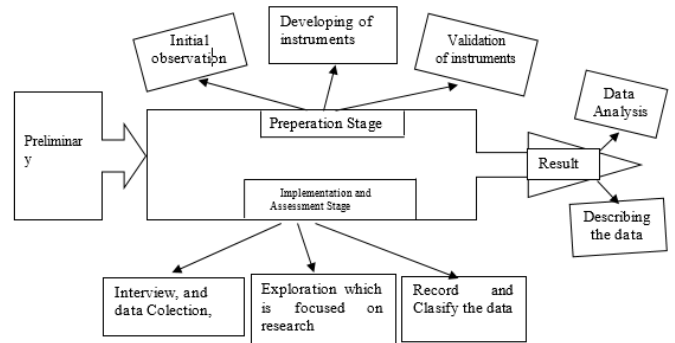 Initial
observation
Developing of
instruments
Validation
of instruments
Data
Analysis
Preliminar
y
Preperation Stage
Result
Implementation and
Assessment Stage
Describing
the data
Interview, and
data Colection,
Exploration which
is focused on
research
Record and
Clasify the data